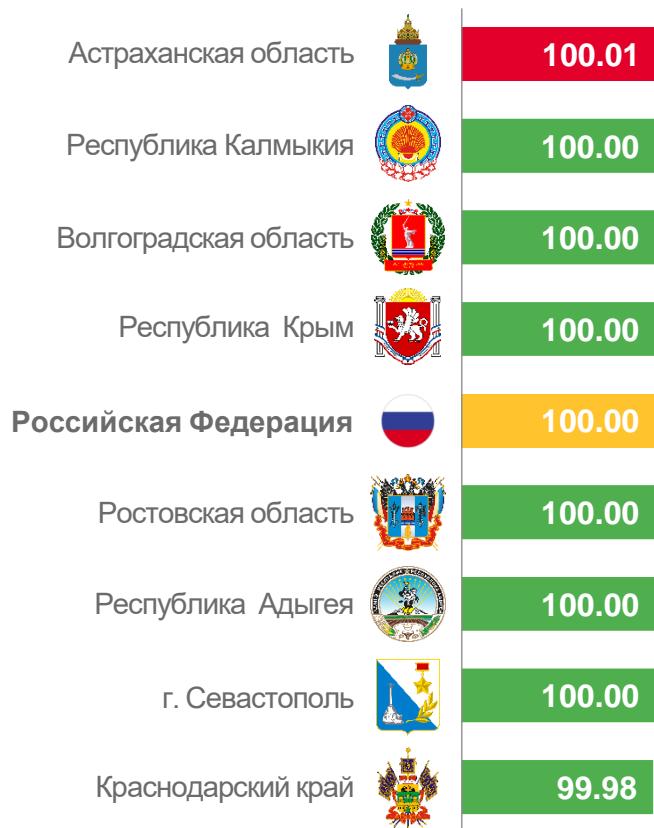 Астраханская область 100.01
Республика Калмыкия 100.00
Волгоградская область 100.00
Республика Крым 100.00
Российская Федерация 100.00
Ростовская область 100.00
Республика Адыгея 100.00
г. Севастополь 100.00
Краснодарский край 99.98